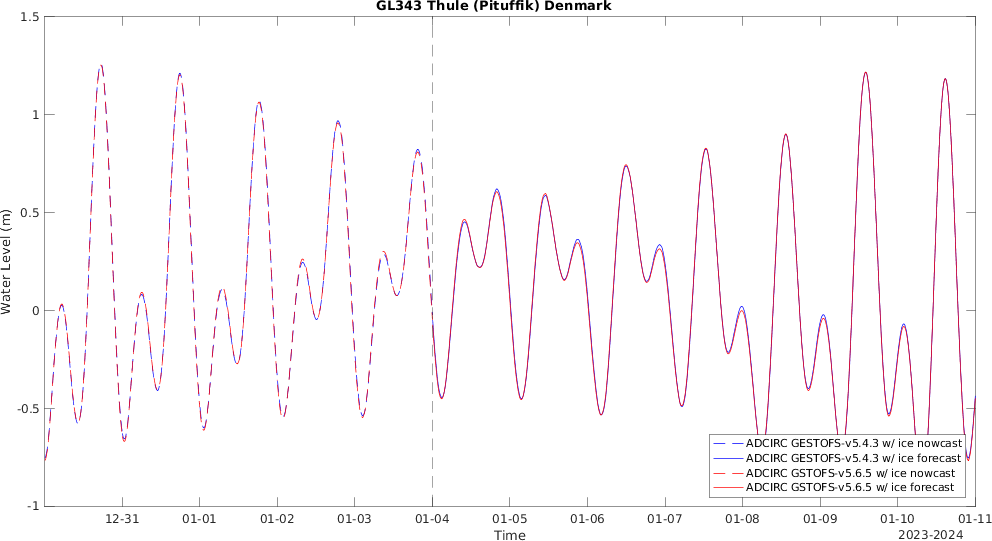 GL343 Thule (Pituffik) Denmark
1.5
1
0.5
0
-0.5
-1
Water Level (m)
ADCIRC GESTOFS-v5.4.3 w/ ice nowcast
ADCIRC GESTOFS-v5.4.3 w/ ice forecast
ADCIRC GSTOFS-v5.6.5 w/ ice nowcast
ADCIRC GSTOFS-v5.6.5 w/ ice forecast
12-31 01-01 01-02 01-03 01-04 01-05 01-06 01-07 01-08 01-09 01-10 01-11
Time
2023-2024